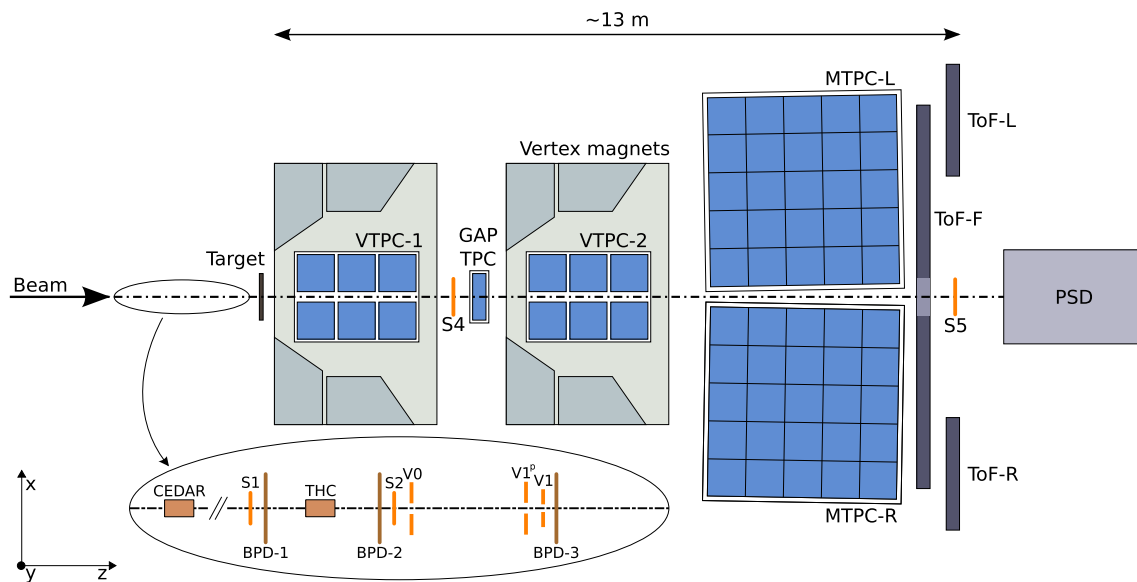 ~13 m
MTPC-L
ToF-L
Vertex magnets
ToF-F
VTPC-1
GAP
TPC
VTPC-2
Target
Beam
S4
S5
PSD
ToF-R
MTPC-R
x
y
z
CEDAR
S1
BPD-1
THC
BPD-2
S2
V0
V1ᵖ
V1
BPD-3